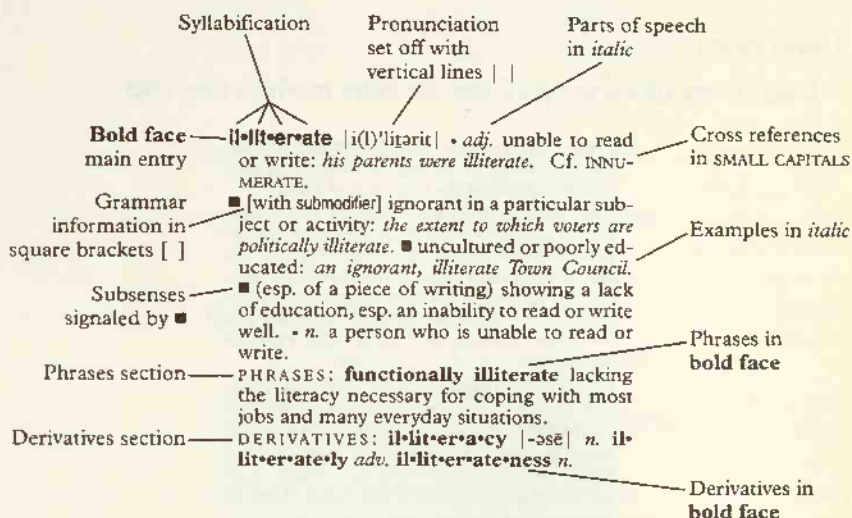 Syllabification
Pronunciation
set off with
vertical lines | |
Parts of speech
in italic
Bold face
main entry
il•lit•er•ate |i(l)'litərit| • adj. unable to read
or write: his parents were illiterate. Cf. INNU-
MERATE.
Cross references
in SMALL CAPITALS
Grammar
information in
square brackets [ ]
■ [with submodifier] ignorant in a particular sub-
ject or activity: the extent to which voters are
politically illiterate. ■ uncultured or poorly ed-
ucated: an ignorant, illiterate Town Council.
Examples in italic
Subsenses
signaled by ■
■ (esp. of a piece of writing) showing a lack
of education, esp. an inability to read or write
well. • n. a person who is unable to read or
write.
Phrases in
bold face
Phrases section
PHRASES: functionally illiterate lacking
the literacy necessary for coping with most
jobs and many everyday situations.
Derivatives section
DERIVATIVES: il•lit•er•a•cy |-əsē| n. il•
lit•er•ate•ly adv. il•lit•er•ate•ness n.
Derivatives in
bold face